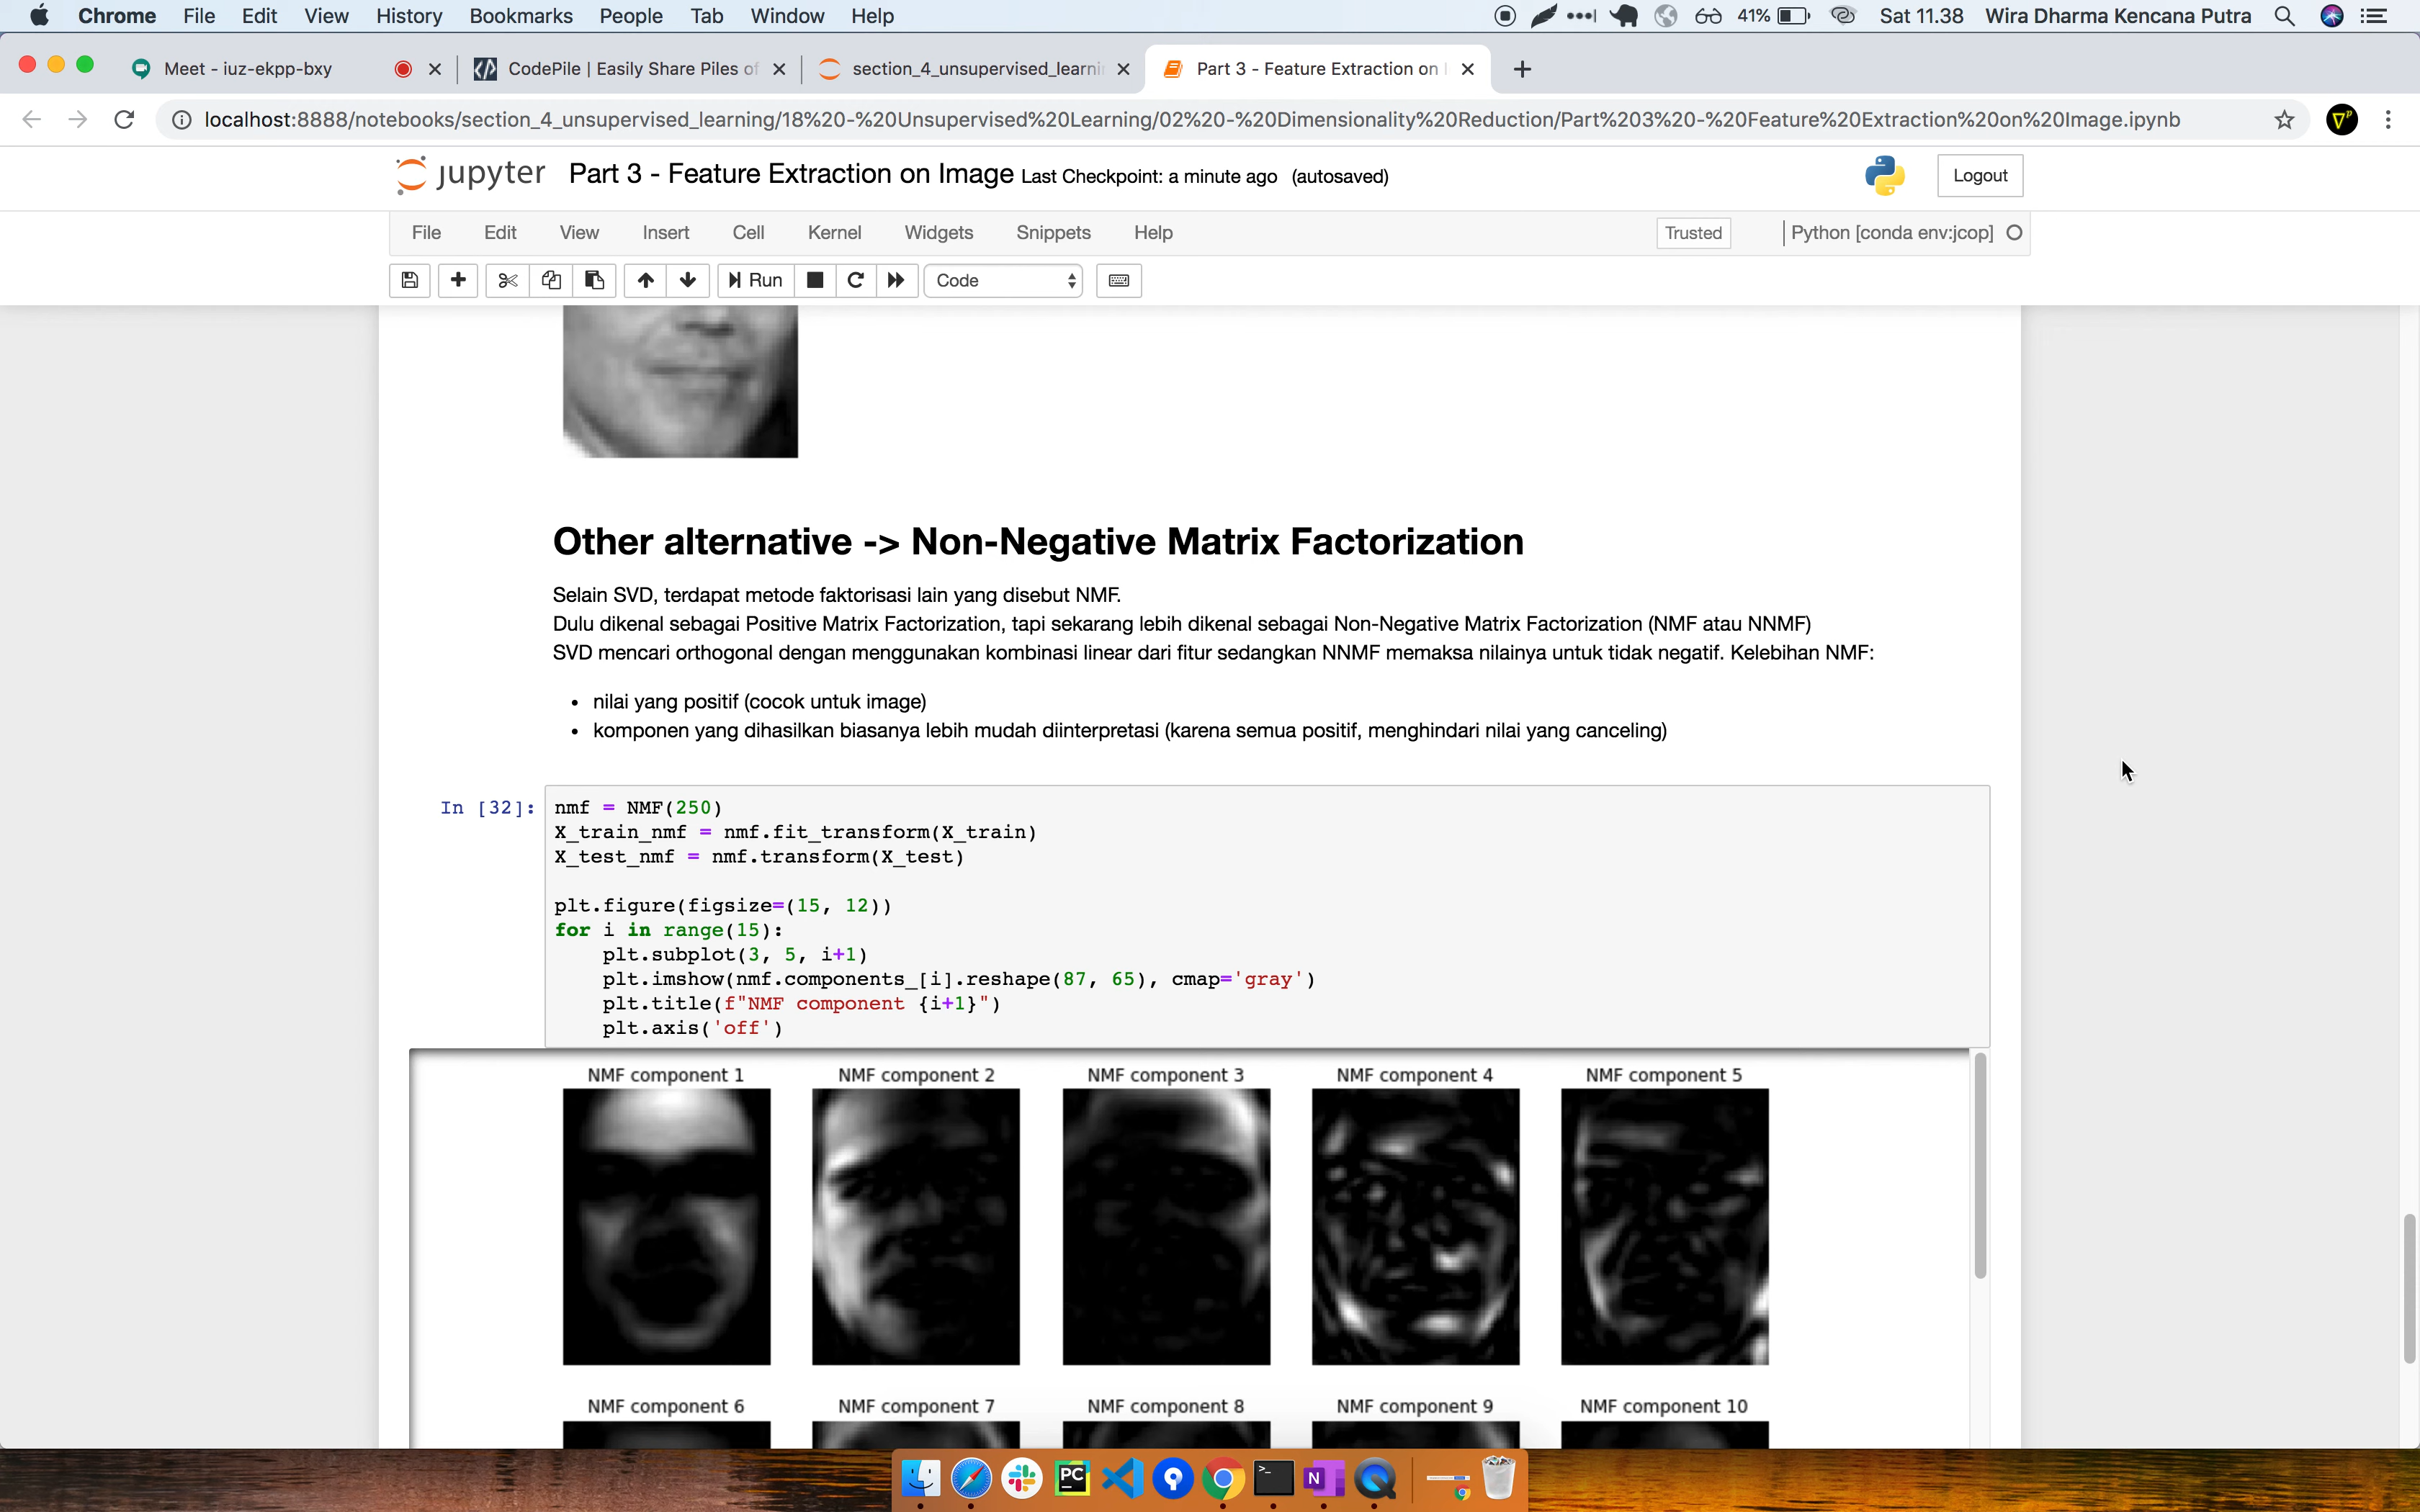 Chrome File Edit View History Bookmarks People Tab Window Help 41% Sat 11.38 Wira Dharma Kencana Putra
Meet - iuz-ekpp-bxy CodePile | Easily Share Piles of section_4_unsupervised_learni Part 3 - Feature Extraction on
localhost:8888/notebooks/section_4_unsupervised_learning/18%20-%20Unsupervised%20Learning/02%20-%20Dimensionality%20Reduction/Part%203%20-%20Feature%20Extraction%20on%20Image.ipynb
jupyter Part 3 - Feature Extraction on Image Last Checkpoint: a minute ago (autosaved) Logout
File Edit View Insert Cell Kernel Widgets Snippets Help Trusted Python [conda env:jcop]
Run Code
Other alternative -> Non-Negative Matrix Factorization
Selain SVD, terdapat metode faktorisasi lain yang disebut NMF.
Dulu dikenal sebagai Positive Matrix Factorization, tapi sekarang lebih dikenal sebagai Non-Negative Matrix Factorization (NMF atau NNMF)
SVD mencari orthogonal dengan menggunakan kombinasi linear dari fitur sedangkan NNMF memaksa nilainya untuk tidak negatif. Kelebihan NMF:
• nilai yang positif (cocok untuk image)
• komponen yang dihasilkan biasanya lebih mudah diinterpretasi (karena semua positif, menghindari nilai yang canceling)
In [32]: nmf = NMF(250)
X_train_nmf = nmf.fit_transform(X_train)
X_test_nmf = nmf.transform(X_test)
plt.figure(figsize=(15, 12))
for i in range(15):
    plt.subplot(3, 5, i+1)
    plt.imshow(nmf.components_[i].reshape(87, 65), cmap='gray')
    plt.title(f"NMF component {i+1}")
    plt.axis('off')
NMF component 1 NMF component 2 NMF component 3 NMF component 4 NMF component 5
NMF component 6 NMF component 7 NMF component 8 NMF component 9 NMF component 10